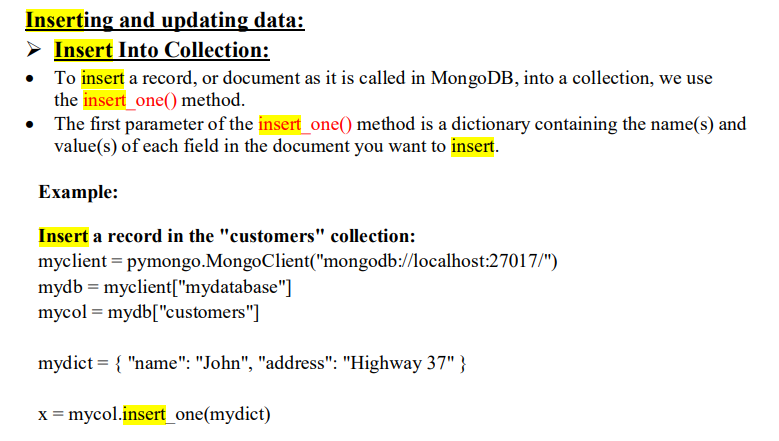 Inserting and updating data:
➤ Insert Into Collection:
• To insert a record, or document as it is called in MongoDB, into a collection, we use
the insert_one() method.
• The first parameter of the insert_one() method is a dictionary containing the name(s) and
value(s) of each field in the document you want to insert.
Example:
Insert a record in the "customers" collection:
myclient = pymongo.MongoClient("mongodb://localhost:27017/")
mydb = myclient["mydatabase"]
mycol = mydb["customers"]
mydict = { "name": "John", "address": "Highway 37" }
x = mycol.insert_one(mydict)